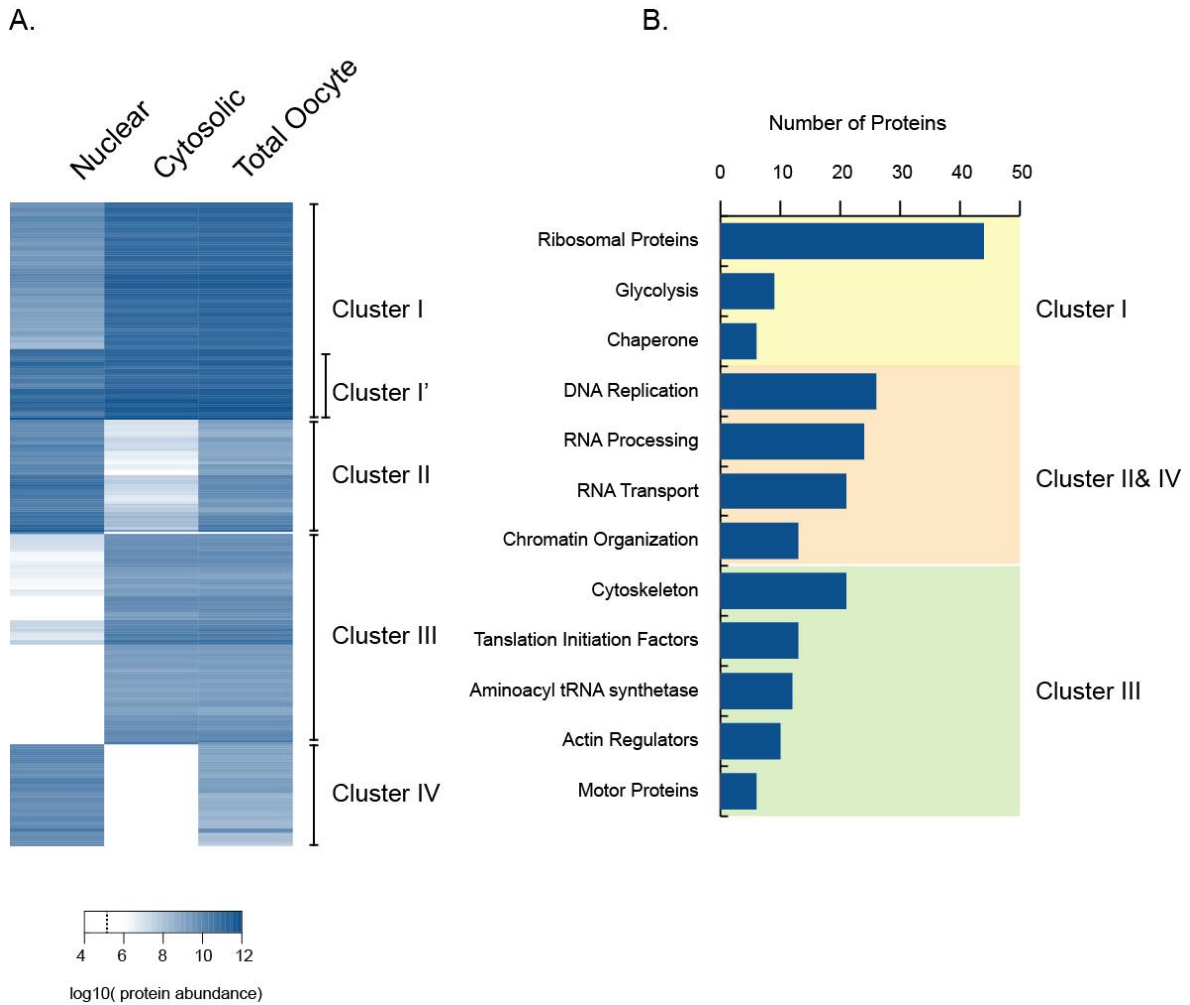 A.
B.
Nuclear
Cytosolic
Total Oocyte
Cluster I
Cluster I’
Cluster II
Cluster III
Cluster IV
4 6 8 10 12
log10( protein abundance)
Number of Proteins
0 10 20 30 40 50
Ribosomal Proteins
Glycolysis
Chaperone
DNA Replication
RNA Processing
RNA Transport
Chromatin Organization
Cytoskeleton
Tanslation Initiation Factors
Aminoacyl tRNA synthetase
Actin Regulators
Motor Proteins
Cluster I
Cluster II& IV
Cluster III